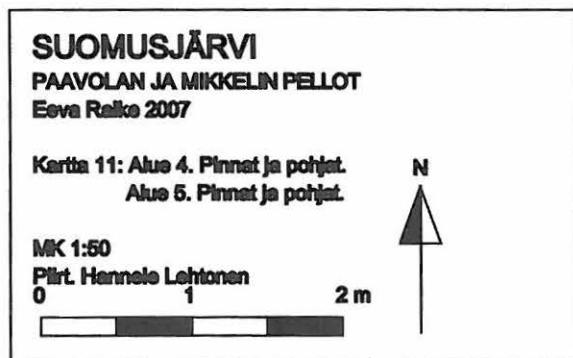 SUOMUSJÄRVI
PAAVOLAN JA MIKKELIN PELLOT
Eeva Raike 2007
Kartta 11: Alue 4. Pinnat ja pohjat.
Alue 5. Pinnat ja pohjat.
N
MK 1:50
Piirt. Hannele Lehtonen
0 1 2 m